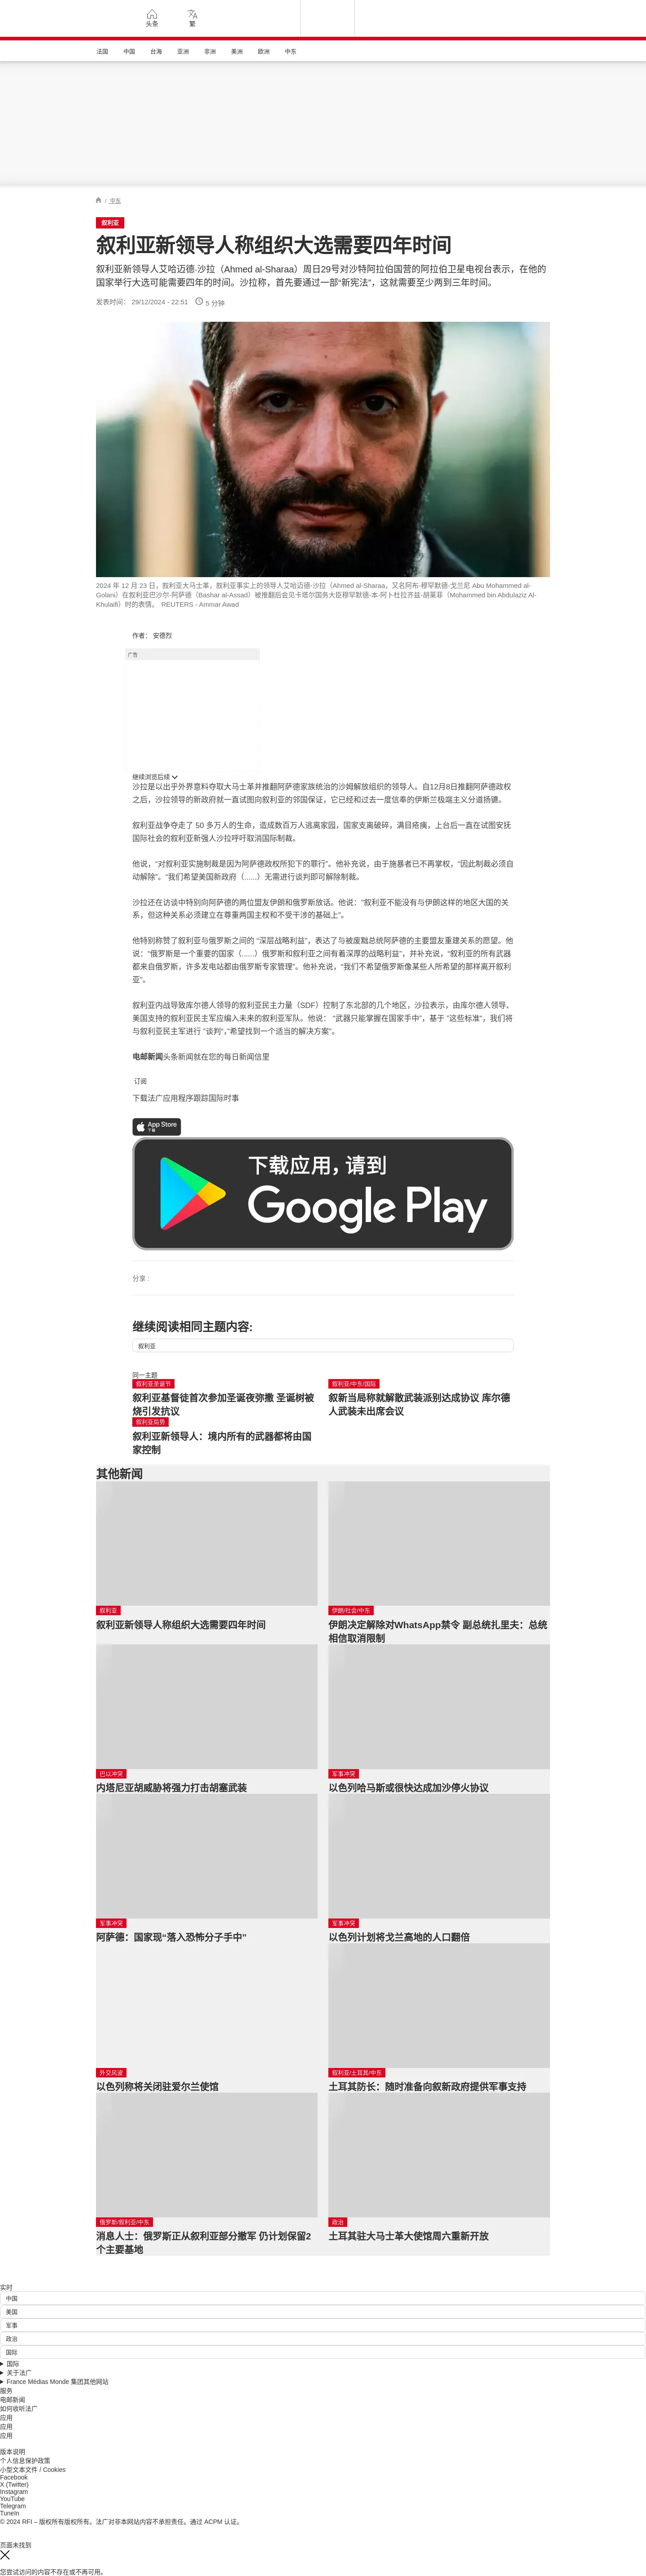 头条
繁
法国 中国 台海 亚洲 非洲 美洲 欧洲 中东
/ 中东
叙利亚
叙利亚新领导人称组织大选需要四年时间
叙利亚新领导人艾哈迈德·沙拉（Ahmed al-Sharaa）周日29号对沙特阿拉伯国营的阿拉伯卫星电视台表示，在他的
国家举行大选可能需要四年的时间。沙拉称，首先要通过一部“新宪法”，这就需要至少两到三年时间。
发表时间： 29/12/2024 - 22:51 5 分钟
2024 年 12 月 23 日，叙利亚大马士革，叙利亚事实上的领导人艾哈迈德-沙拉（Ahmed al-Sharaa，又名阿布-穆罕默德-戈兰尼 Abu Mohammed al-
Golani）在叙利亚巴沙尔-阿萨德（Bashar al-Assad）被推翻后会见卡塔尔国务大臣穆罕默德-本-阿卜杜拉齐兹-胡莱菲（Mohammed bin Abdulaziz Al-
Khulaifi）时的表情。 REUTERS - Ammar Awad
作者： 安德烈
广告
继续浏览后续
沙拉是以出乎外界意料夺取大马士革并推翻阿萨德家族统治的沙姆解放组织的领导人。自12月8日推翻阿萨德政权
之后，沙拉领导的新政府就一直试图向叙利亚的邻国保证，它已经和过去一度信奉的伊斯兰极端主义分道扬镳。
叙利亚战争夺走了 50 多万人的生命，造成数百万人逃离家园，国家支离破碎，满目疮痍，上台后一直在试图安抚
国际社会的叙利亚新强人沙拉呼吁取消国际制裁。
他说，“对叙利亚实施制裁是因为阿萨德政权所犯下的罪行”。他补充说，由于施暴者已不再掌权，“因此制裁必须自
动解除”。“我们希望美国新政府（......）无需进行谈判即可解除制裁。
沙拉还在访谈中特别向阿萨德的两位盟友伊朗和俄罗斯放话。他说：“叙利亚不能没有与伊朗这样的地区大国的关
系，但这种关系必须建立在尊重两国主权和不受干涉的基础上”。
他特别称赞了叙利亚与俄罗斯之间的 “深层战略利益”，表达了与被废黜总统阿萨德的主要盟友重建关系的愿望。他
说：“俄罗斯是一个重要的国家（......）俄罗斯和叙利亚之间有着深厚的战略利益”，并补充说，“叙利亚的所有武器
都来自俄罗斯，许多发电站都由俄罗斯专家管理”。他补充说，“我们不希望俄罗斯像某些人所希望的那样离开叙利
亚”。
叙利亚内战导致库尔德人领导的叙利亚民主力量（SDF）控制了东北部的几个地区，沙拉表示，由库尔德人领导、
美国支持的叙利亚民主军应编入未来的叙利亚军队。他说： “武器只能掌握在国家手中”，基于 “这些标准”，我们将
与叙利亚民主军进行 “谈判”，“希望找到一个适当的解决方案”。
电邮新闻头条新闻就在您的每日新闻信里
订阅
下载法广应用程序跟踪国际时事
App Store
下载
下载应用，请到
Google Play
分享 :
继续阅读相同主题内容:
叙利亚
同一主题
叙利亚圣诞节
叙利亚基督徒首次参加圣诞夜弥撒 圣诞树被
烧引发抗议
叙利亚/中东/国际
叙新当局称就解散武装派别达成协议 库尔德
人武装未出席会议
叙利亚局势
叙利亚新领导人：境内所有的武器都将由国
家控制
其他新闻
叙利亚
叙利亚新领导人称组织大选需要四年时间
伊朗/社会/中东
伊朗决定解除对WhatsApp禁令 副总统扎里夫：总统
相信取消限制
巴以冲突
内塔尼亚胡威胁将强力打击胡塞武装
军事冲突
以色列哈马斯或很快达成加沙停火协议
军事冲突
阿萨德：国家现“落入恐怖分子手中”
军事冲突
以色列计划将戈兰高地的人口翻倍
外交风波
以色列称将关闭驻爱尔兰使馆
叙利亚/土耳其/中东
土耳其防长：随时准备向叙新政府提供军事支持
俄罗斯/叙利亚/中东
消息人士：俄罗斯正从叙利亚部分撤军 仍计划保留2
个主要基地
政治
土耳其驻大马士革大使馆周六重新开放
实时
中国
美国
军事
政治
国际
国际
关于法广
France Médias Monde 集团其他网站
服务
电邮新闻
如何收听法广
应用
应用
应用
版本说明
个人信息保护政策
小型文本文件 / Cookies
Facebook
X (Twitter)
Instagram
YouTube
Telegram
TuneIn
© 2024 RFI – 版权所有版权所有。法广对非本网站内容不承担责任。通过 ACPM 认证。
页面未找到
您尝试访问的内容不存在或不再可用。